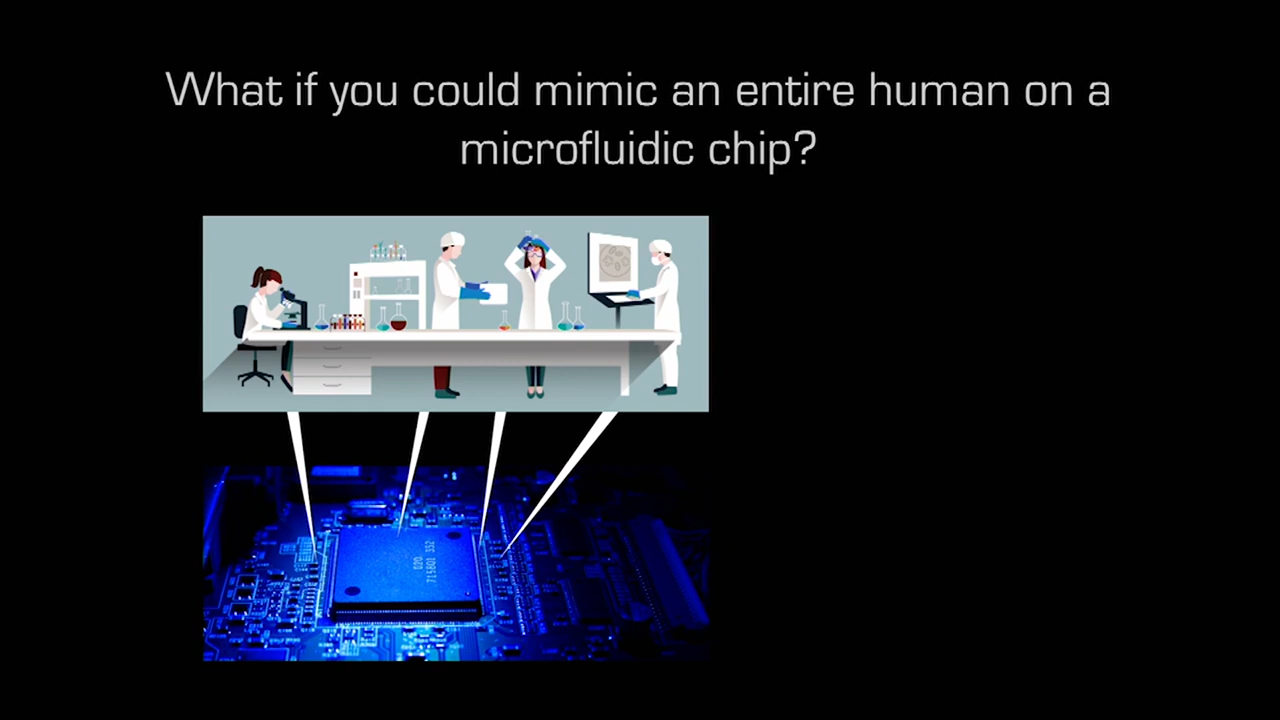 What if you could mimic an entire human on a
microfluidic chip?